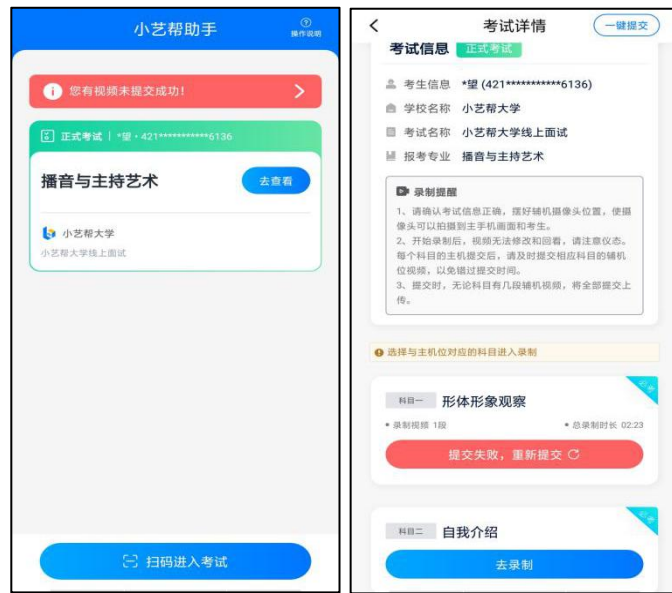 小艺帮助手
操作说明
您有视频未提交成功!
正式考试 | *望·421***********6136
播音与主持艺术
去查看
小艺帮大学
小艺帮大学线上面试
扫码进入考试
考试详情
一键提交
考试信息 正式考试
考生信息 *望 (421***********6136)
学校名称 小艺帮大学
考试名称 小艺帮大学线上面试
报考专业 播音与主持艺术
录制提醒
1、请确认考试信息正确,摆好辅机摄像头位置,使摄
像头可以拍摄到主手机画面和考生。
2、开始录制后,视频无法修改和回看,请注意仪态。
每个科目的主机提交后,请及时提交相应科目的辅机
位视频,以免错过提交时间。
3、提交时,无论科目有几段辅机视频,将全部提交上
传。
选择与主机位对应的科目进入录制
科目一 形体形象观察
• 录制视频 1段 • 总录制时长 02:23
提交失败,重新提交
科目二 自我介绍
去录制